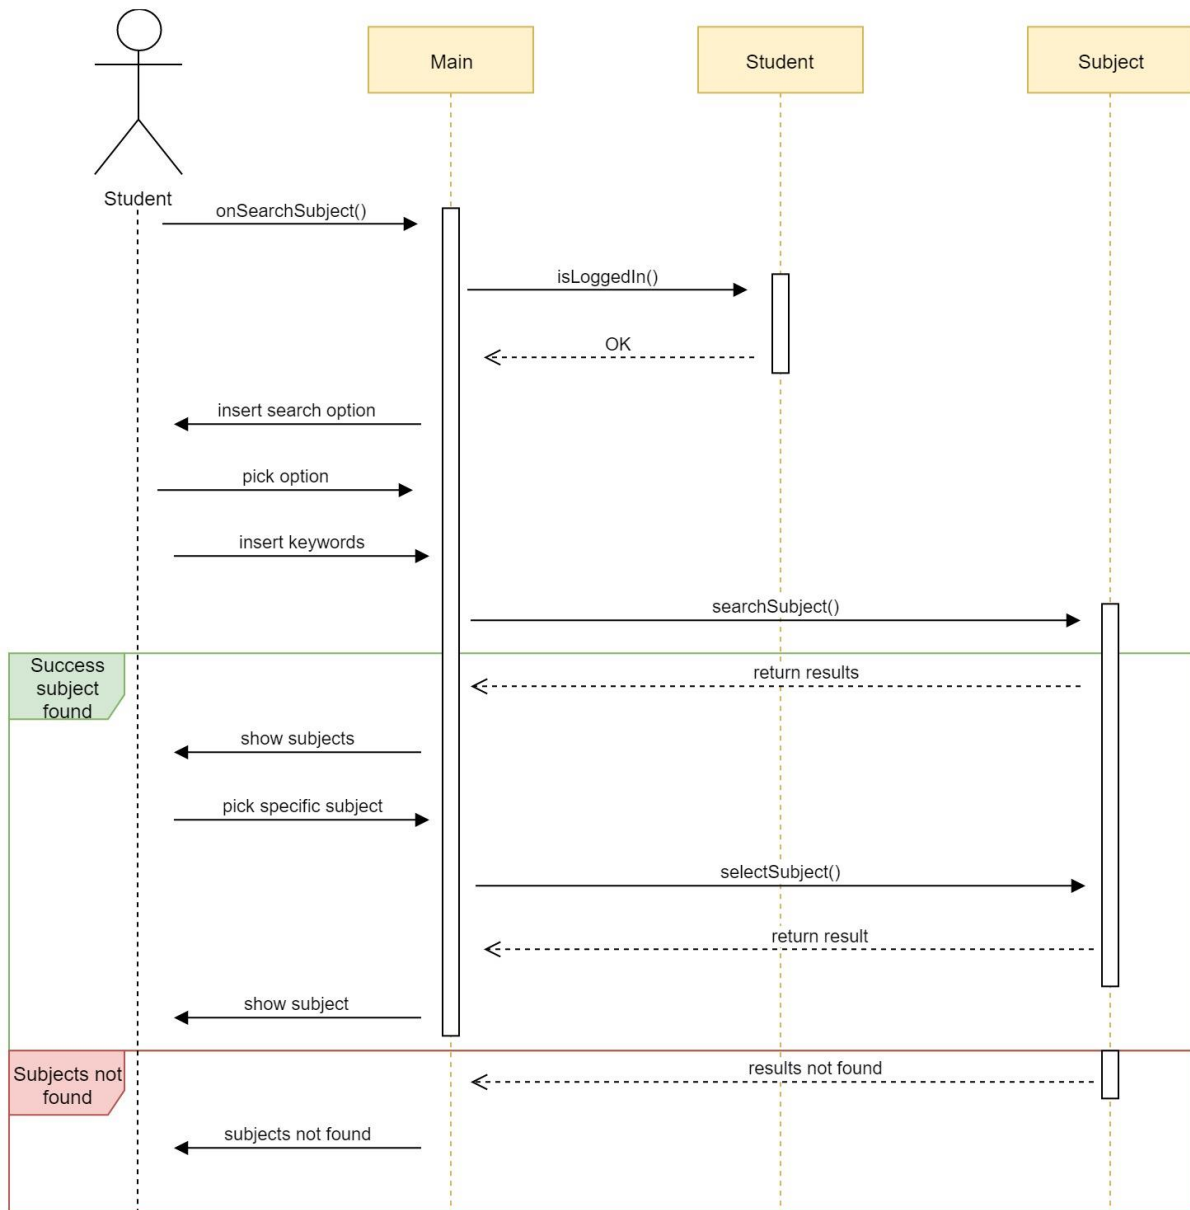 Main
Student
Subject
Student
onSearchSubject()
isLoggedIn()
OK
insert search option
pick option
insert keywords
searchSubject()
Success
subject
found
return results
show subjects
pick specific subject
selectSubject()
return result
show subject
Subjects not
found
results not found
subjects not found